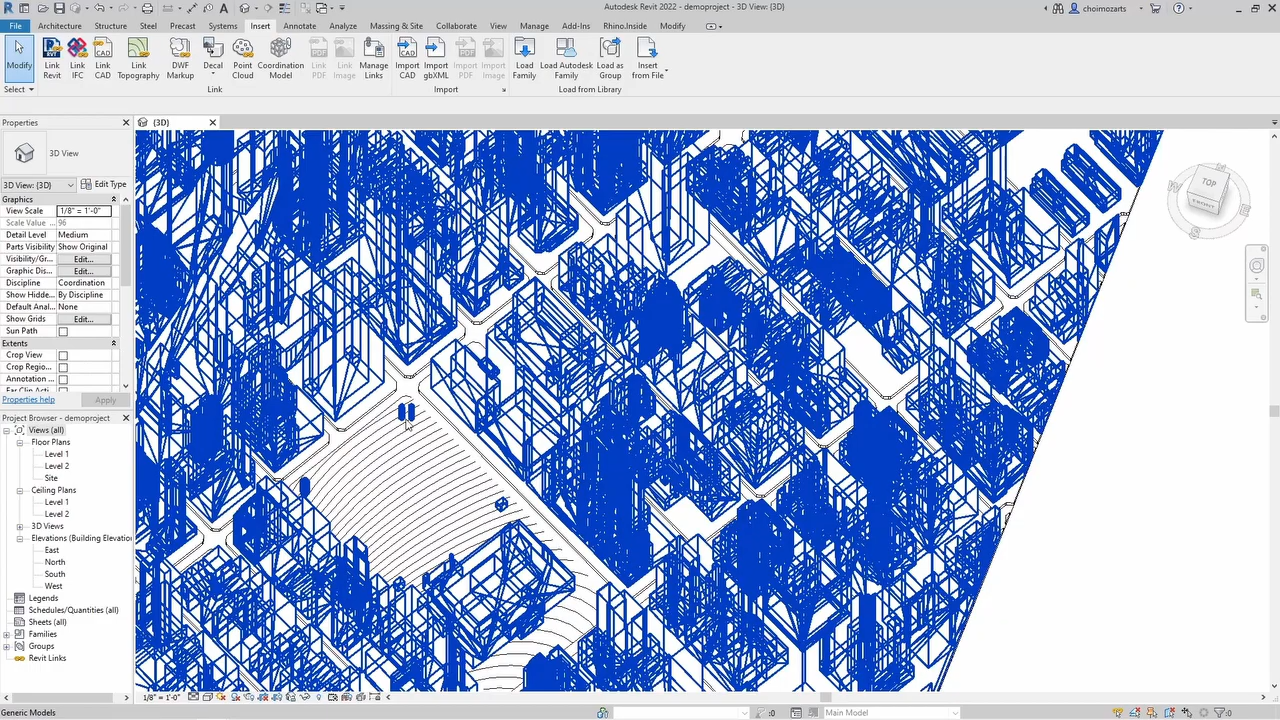 Autodesk Revit 2022 - demoproject - 3D View: {3D}
choimozarts
File Architecture Structure Steel Precast Systems Insert Annotate Analyze Massing & Site Collaborate View Manage Add-Ins Rhino.Inside Modify
Modify
Link Revit
Link IFC
Link CAD
Link Topography
DWF Markup
Decal
Point Cloud
Coordination Model
Link PDF
Link Image
Manage Links
Import CAD
Import gbXML
Import PDF
Import Image
Load Family
Load Autodesk Family
Load as Group
Insert from File
Select
Link
Import
Load from Library
Properties
{3D}
3D View
3D View: {3D}
Edit Type
Graphics
View Scale 1/8" = 1'-0"
Scale Value ... 96
Detail Level Medium
Parts Visibility Show Original
Visibility/Gr... Edit...
Graphic Dis... Edit...
Discipline Coordination
Show Hidde... By Discipline
Default Anal... None
Show Grids Edit...
Sun Path
Extents
Crop View
Crop Regio...
Annotation ...
Far Clip Acti...
Properties help
Apply
Project Browser - demoproject
Views (all)
Floor Plans
Level 1
Level 2
Site
Ceiling Plans
Level 1
Level 2
3D Views
Elevations (Building Elevation
East
North
South
West
Legends
Schedules/Quantities (all)
Sheets (all)
Families
Groups
Revit Links
TOP
FRONT
W
N
E
S
1/8" = 1'-0"
Generic Models
:0
Main Model
:0